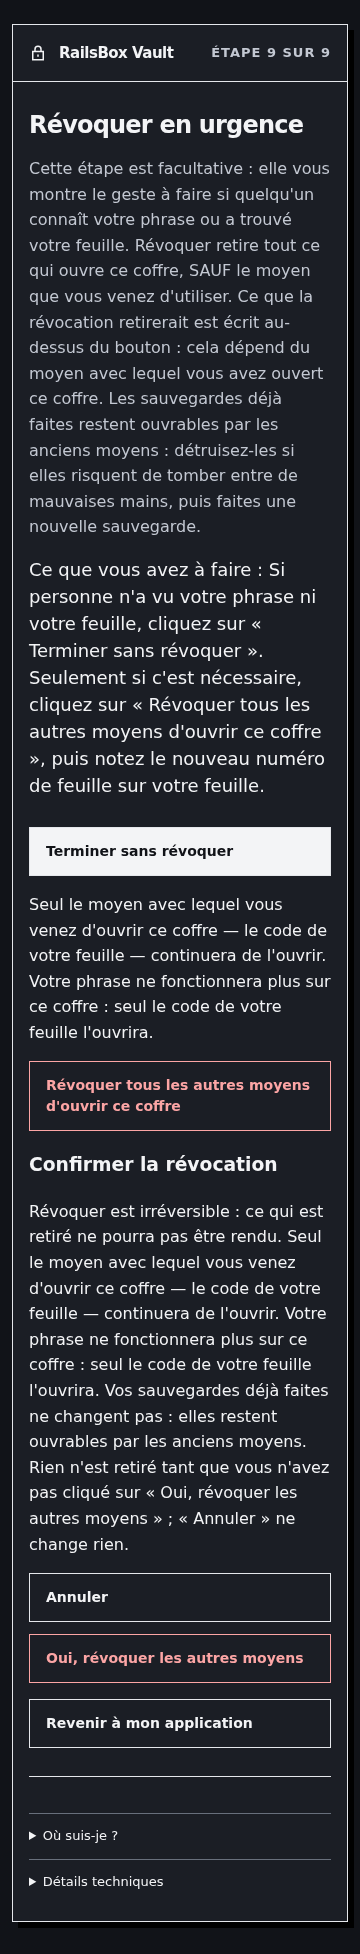 RailsBox Vault
ÉTAPE 9 SUR 9
Révoquer en urgence
Cette étape est facultative : elle vous
montre le geste à faire si quelqu'un
connaît votre phrase ou a trouvé
votre feuille. Révoquer retire tout ce
qui ouvre ce coffre, SAUF le moyen
que vous venez d'utiliser. Ce que la
révocation retirerait est écrit au-
dessus du bouton : cela dépend du
moyen avec lequel vous avez ouvert
ce coffre. Les sauvegardes déjà
faites restent ouvrables par les
anciens moyens : détruisez-les si
elles risquent de tomber entre de
mauvaises mains, puis faites une
nouvelle sauvegarde.
Ce que vous avez à faire : Si
personne n'a vu votre phrase ni
votre feuille, cliquez sur «
Terminer sans révoquer ».
Seulement si c'est nécessaire,
cliquez sur « Révoquer tous les
autres moyens d'ouvrir ce coffre
», puis notez le nouveau numéro
de feuille sur votre feuille.
Terminer sans révoquer
Seul le moyen avec lequel vous
venez d'ouvrir ce coffre — le code de
votre feuille — continuera de l'ouvrir.
Votre phrase ne fonctionnera plus sur
ce coffre : seul le code de votre
feuille l'ouvrira.
Révoquer tous les autres moyens
d'ouvrir ce coffre
Confirmer la révocation
Révoquer est irréversible : ce qui est
retiré ne pourra pas être rendu. Seul
le moyen avec lequel vous venez
d'ouvrir ce coffre — le code de votre
feuille — continuera de l'ouvrir. Votre
phrase ne fonctionnera plus sur ce
coffre : seul le code de votre feuille
l'ouvrira. Vos sauvegardes déjà faites
ne changent pas : elles restent
ouvrables par les anciens moyens.
Rien n'est retiré tant que vous n'avez
pas cliqué sur « Oui, révoquer les
autres moyens » ; « Annuler » ne
change rien.
Annuler
Oui, révoquer les autres moyens
Revenir à mon application
Où suis-je ?
Détails techniques